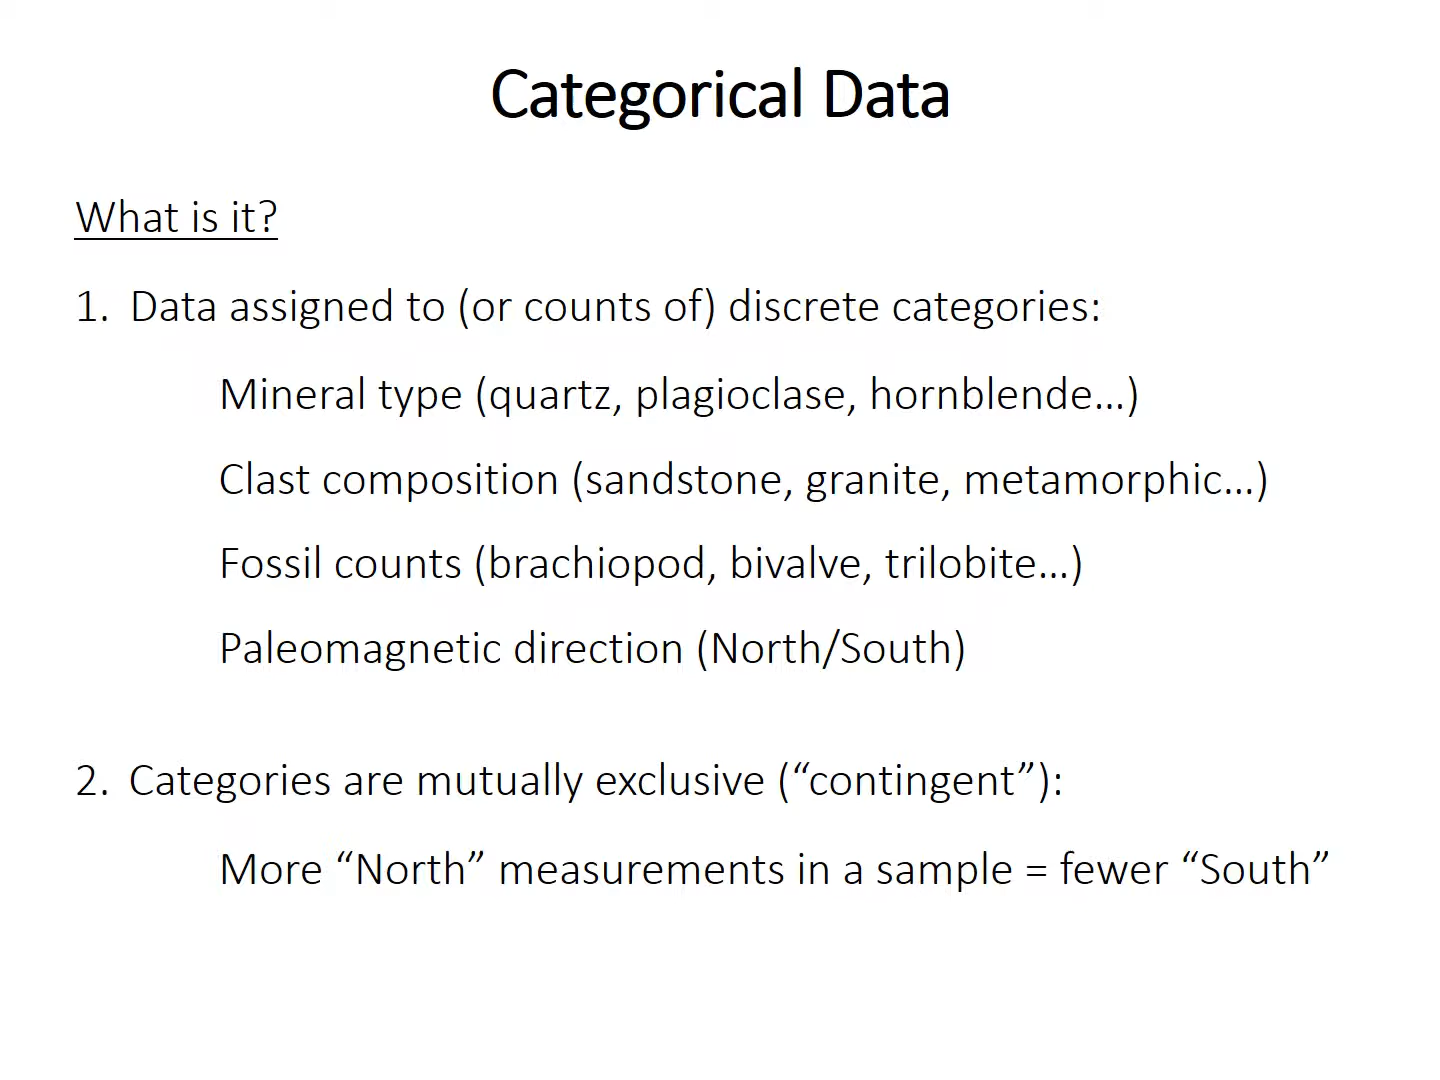 Categorical Data
What is it?
1. Data assigned to (or counts of) discrete categories:
Mineral type (quartz, plagioclase, hornblende…)
Clast composition (sandstone, granite, metamorphic…)
Fossil counts (brachiopod, bivalve, trilobite…)
Paleomagnetic direction (North/South)
2. Categories are mutually exclusive (“contingent”):
More “North” measurements in a sample = fewer “South”